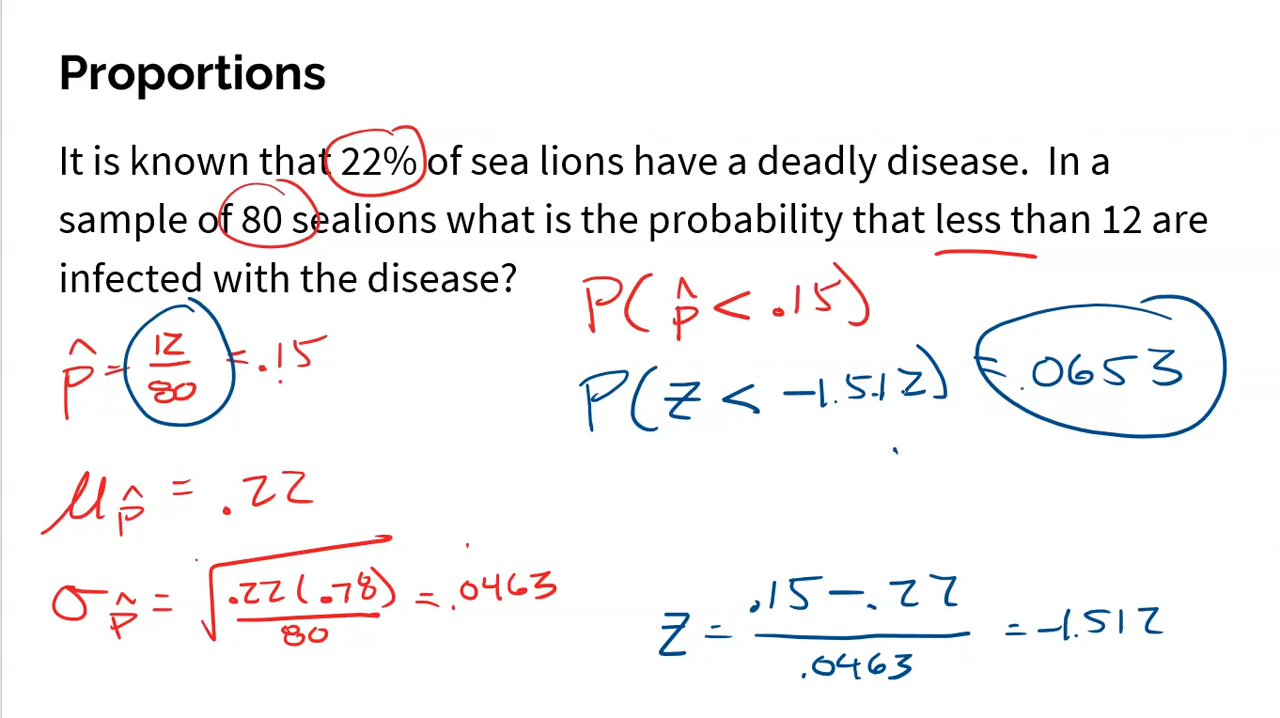 Proportions
It is known that 22% of sea lions have a deadly disease. In a
sample of 80 sealions what is the probability that less than 12 are
infected with the disease?
P(p̂ < .15)
p̂ = 12/80 = .15
P(Z < -1.512) = .0653
μp̂ = .22
σp̂ = √(.22(.78)/80) = .0463
Z = .15-.22/.0463 = -1.512